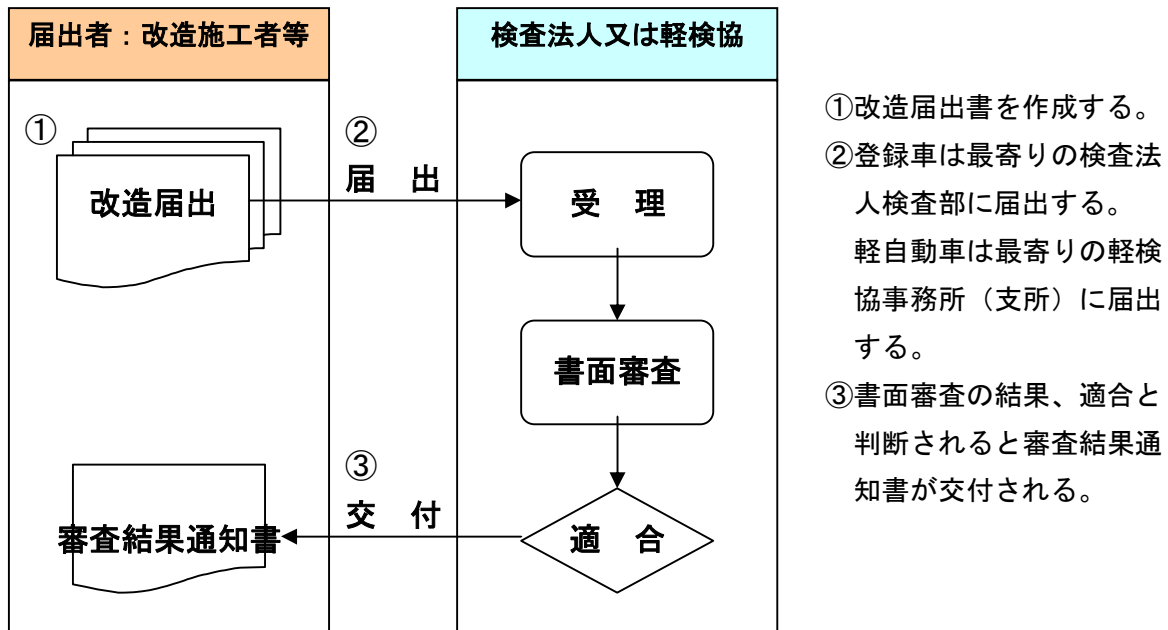 届出者：改造施工者等
検査法人又は軽検協
①
改造届出
②
届　出
受　理
書面審査
適　合
③
交　付
審査結果通知書
①改造届出書を作成する。
②登録車は最寄りの検査法
人検査部に届出する。
軽自動車は最寄りの軽検
協事務所（支所）に届出
する。
③書面審査の結果、適合と
判断されると審査結果通
知書が交付される。